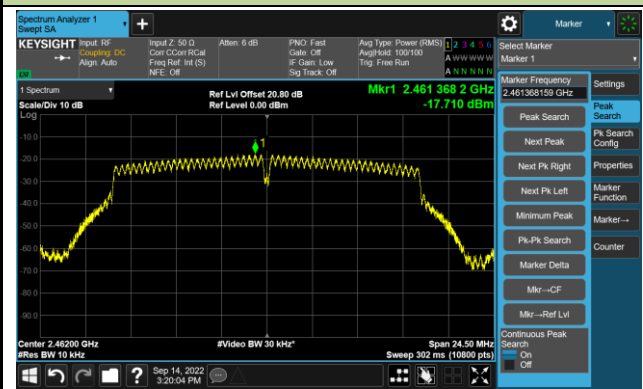 Spectrum Analyzer 1
Swept SA
+
Marker
KEYSIGHT
Input: RF
Coupling: DC
Align: Auto
Input Z: 50 Ω
Corr CCorr RCal
Freq Ref: Int (S)
NFE: Off
Atten: 6 dB
PNO: Fast
Gate: Off
IF Gain: Low
Sig Track: Off
Avg Type: Power (RMS)
Avg|Hold: 100/100
Trig: Free Run
1 2 3 4 5 6
A W W W W W
A N N N N N
Select Marker
Marker 1
1 Spectrum
Scale/Div 10 dB
Log
Ref Lvl Offset 20.80 dB
Ref Level 0.00 dBm
Mkr1 2.461 368 2 GHz
-17.710 dBm
1
-10.0
-20.0
-30.0
-40.0
-50.0
-60.0
-70.0
-80.0
-90.0
Center 2.46200 GHz
#Res BW 10 kHz
#Video BW 30 kHz*
Span 24.50 MHz
Sweep 302 ms (10800 pts)
Marker Frequency
2.461368159 GHz
Peak Search
Next Peak
Next Pk Right
Next Pk Left
Minimum Peak
Pk-Pk Search
Marker Delta
Mkr→CF
Mkr→Ref Lvl
Continuous Peak
Search
On
Off
Settings
Peak
Search
Pk Search
Config
Properties
Marker
Function
Marker→
Counter
?
Sep 14, 2022
3:20:04 PM